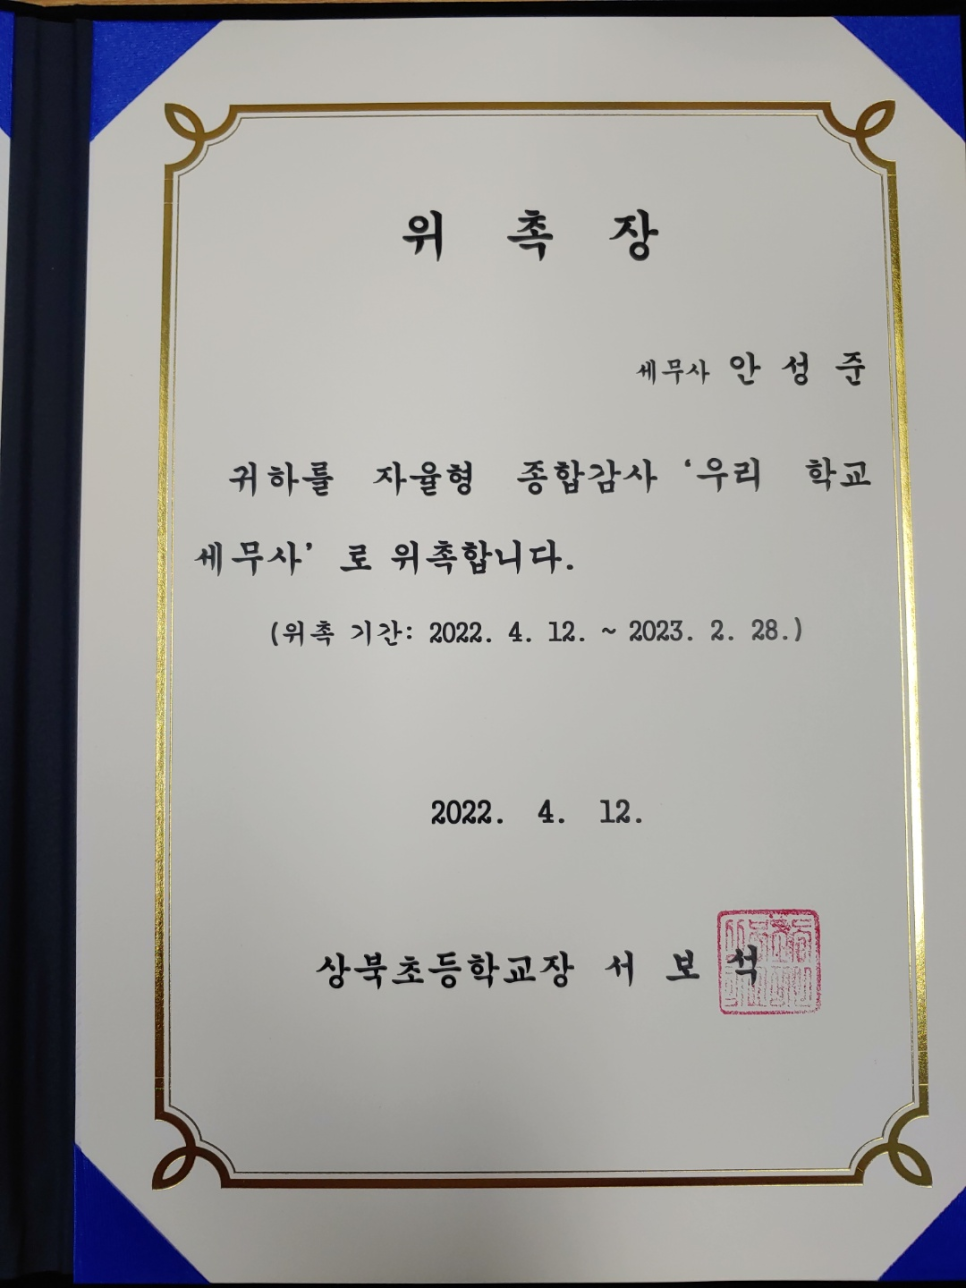 위 촉 장
세무사 안 성 준
귀하를 자율형 종합감사 ‘우리 학교
세무사’ 로 위촉합니다.
(위촉 기간: 2022. 4. 12. ~ 2023. 2. 28.)
2022. 4. 12.
상북초등학교장 서 보 석